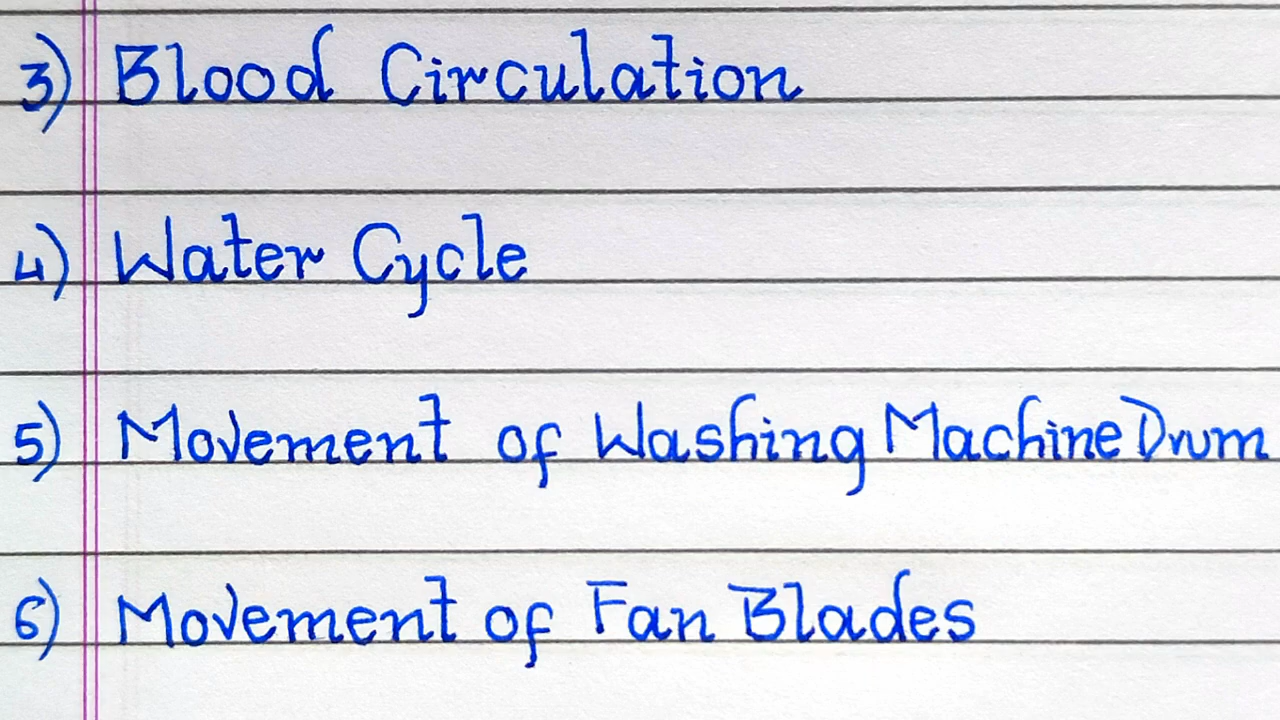 3) Blood Circulation
4) Water Cycle
5) Movement of Washing Machine Drum
6) Movement of Fan Blades